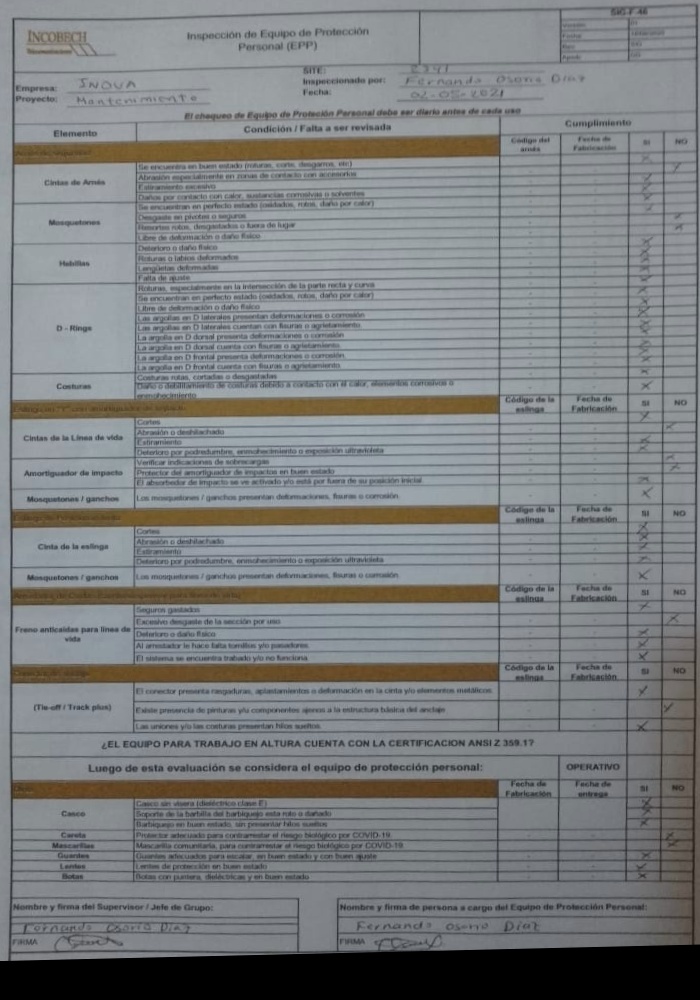 SIG-F-46
INCOBECH
Inspección de Equipo de Protección
Personal (EPP)
SITE:
Empresa: INOVA
Inspeccionado por: Fernando Osorio Diaz
Proyecto: Mantenimiento
Fecha: 02-05-2021
El chequeo de Equipo de Protección Personal debe ser diario antes de cada uso
Elemento
Condición / Falta a ser revisada
Cumplimiento
Código del arnés
Fecha de Fabricación
SI
NO
Cintas de Arnés
Se encuentra en buen estado (roturas, corte, desgarros, etc)
Abrasión especialmente en zonas de contacto con accesorios
Estiramiento excesivo
Daños por contacto con calor, sustancias corrosivas o solventes
Mosquetones
Se encuentran en perfecto estado (oxidados, rotos, daño por calor)
Desgaste en pivotes o seguros
Resortes rotos, desgastados o fuera de lugar
Libre de deformación o daño físico
Hebillas
Deterioro o daño físico
Roturas o labios deformados
Lengüetas deformadas
Falta de ajuste
D - Rings
Roturas, especialmente en la intersección de la parte recta y curva
Se encuentran en perfecto estado (oxidados, rotos, daño por calor)
Libre de deformación o daño físico
Las argollas en D laterales presentan deformaciones o corrosión
Las argollas en D laterales cuentan con fisuras o agrietamiento
La argolla en D dorsal presenta deformaciones o corrosión
La argolla en D dorsal cuenta con fisuras o agrietamiento
La argolla en D frontal presenta deformaciones o corrosión
La argolla en D frontal cuenta con fisuras o agrietamiento
Costuras
Costuras rotas, cortadas o desgastadas
Daño o debilitamiento de costuras debido a contacto con el calor, elementos corrosivos o
enmohecimiento
Código de la eslinga
Fecha de Fabricación
SI
NO
Cintas de la Línea de vida
Cortes
Abrasión o deshilachado
Estiramiento
Deterioro por podredumbre, enmohecimiento o exposición ultravioleta
Amortiguador de impacto
Verificar indicaciones de sobrecargas
Protector del amortiguador de impactos en buen estado
El absorbedor de impacto se ve activado y/o está por fuera de su posición inicial
Mosquetones / ganchos
Los mosquetones / ganchos presentan deformaciones, fisuras o corrosión
Código de la eslinga
Fecha de Fabricación
SI
NO
Cinta de la eslinga
Cortes
Abrasión o deshilachado
Estiramiento
Deterioro por podredumbre, enmohecimiento o exposición ultravioleta
Mosquetones / ganchos
Los mosquetones / ganchos presentan deformaciones, fisuras o corrosión
Código de la eslinga
Fecha de Fabricación
SI
NO
Freno anticaídas para línea de vida
Seguros gastados
Excesivo desgaste de la sección por uso
Deterioro o daño físico
Al arrestador le hace falta tornillos y/o pasadores
El sistema se encuentra trabado y/o no funciona
Código de la eslinga
Fecha de Fabricación
SI
NO
(Tie-off / Track plus)
El conector presenta rasgaduras, aplastamientos o deformación en la cinta y/o elementos metálicos
Existe presencia de pinturas y/o componentes ajenos a la estructura básica del anclaje
Las uniones y/o las costuras presentan hilos sueltos
¿EL EQUIPO PARA TRABAJO EN ALTURA CUENTA CON LA CERTIFICACION ANSI Z 359.1?
Luego de esta evaluación se considera el equipo de protección personal:
OPERATIVO
Fecha de Fabricación
Fecha de entrega
SI
NO
Casco
Casco sin visera (dieléctrico clase E)
Soporte de la barbilla del barbiquejo esta roto o dañado
Barbiquejo en buen estado, sin presentar hilos sueltos
Careta
Protector adecuado para contrarrestar el riesgo biológico por COVID-19
Mascarillas
Mascarilla comunitaria, para contrarrestar el riesgo biológico por COVID-19
Guantes
Guantes adecuados para escalar, en buen estado y con buen ajuste
Lentes
Lentes de protección en buen estado
Botas
Botas con puntera, dieléctricas y en buen estado
Nombre y firma del Supervisor / Jefe de Grupo:
Fernando Osorio Diaz
FIRMA
Nombre y firma de persona a cargo del Equipo de Protección Personal:
Fernando Osorio Diaz
FIRMA